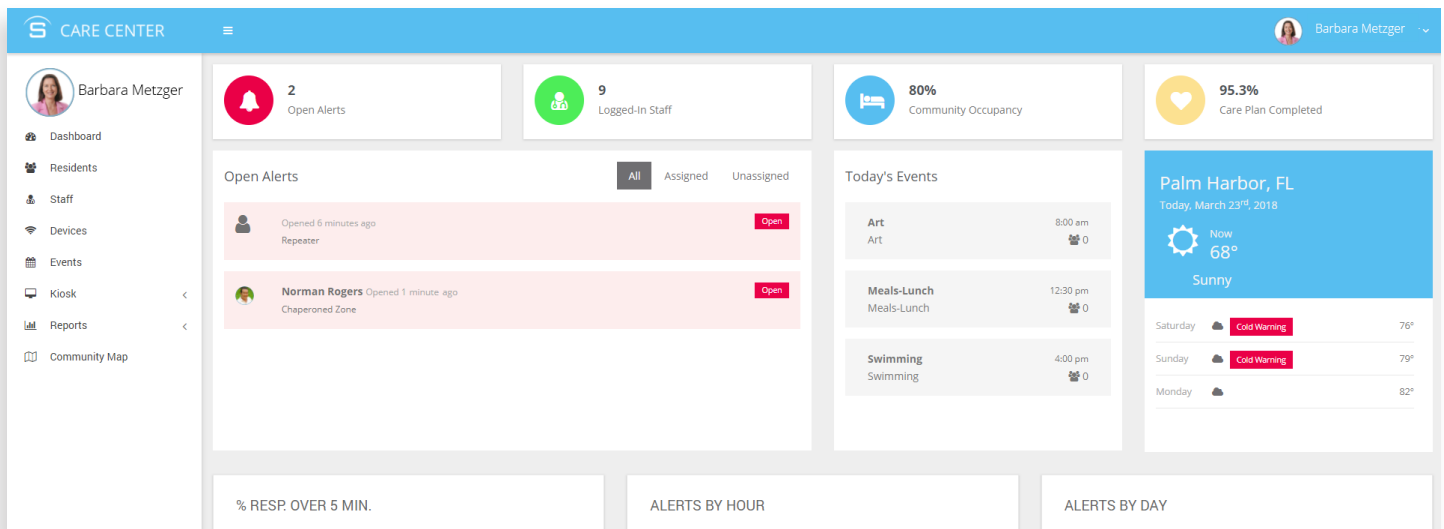 S CARE CENTER
Barbara Metzger
Barbara Metzger
Dashboard
Residents
Staff
Devices
Events
Kiosk
Reports
Community Map
2
Open Alerts
9
Logged-In Staff
80%
Community Occupancy
95.3%
Care Plan Completed
Open Alerts
All Assigned Unassigned
Opened 6 minutes ago Open
Repeater
Norman Rogers Opened 1 minute ago Open
Chaperoned Zone
Today's Events
Art 8:00 am
Art 0
Meals-Lunch 12:30 pm
Meals-Lunch 0
Swimming 4:00 pm
Swimming 0
Palm Harbor, FL
Today, March 23rd, 2018
Now
68°
Sunny
Saturday Cold Warning 76°
Sunday Cold Warning 79°
Monday 82°
% RESP. OVER 5 MIN.
ALERTS BY HOUR
ALERTS BY DAY